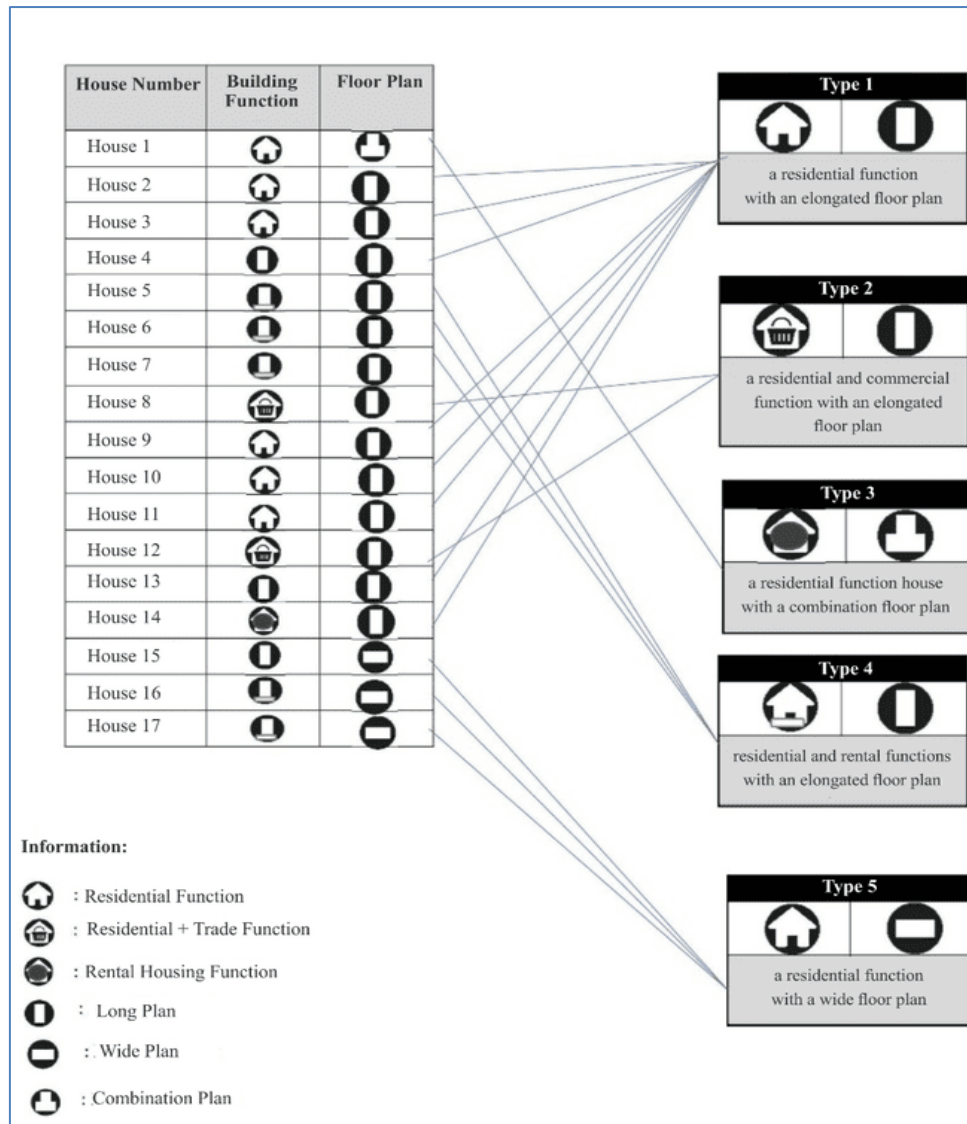 House Number
Building
Function
Floor Plan
House 1
House 2
House 3
House 4
House 5
House 6
House 7
House 8
House 9
House 10
House 11
House 12
House 13
House 14
House 15
House 16
House 17
Type 1
a residential function
with an elongated floor plan
Type 2
a residential and commercial
function with an elongated
floor plan
Type 3
a residential function house
with a combination floor plan
Type 4
residential and rental functions
with an elongated floor plan
Type 5
a residential function
with a wide floor plan
Information:
: Residential Function
: Residential + Trade Function
: Rental Housing Function
: Long Plan
: Wide Plan
: Combination Plan